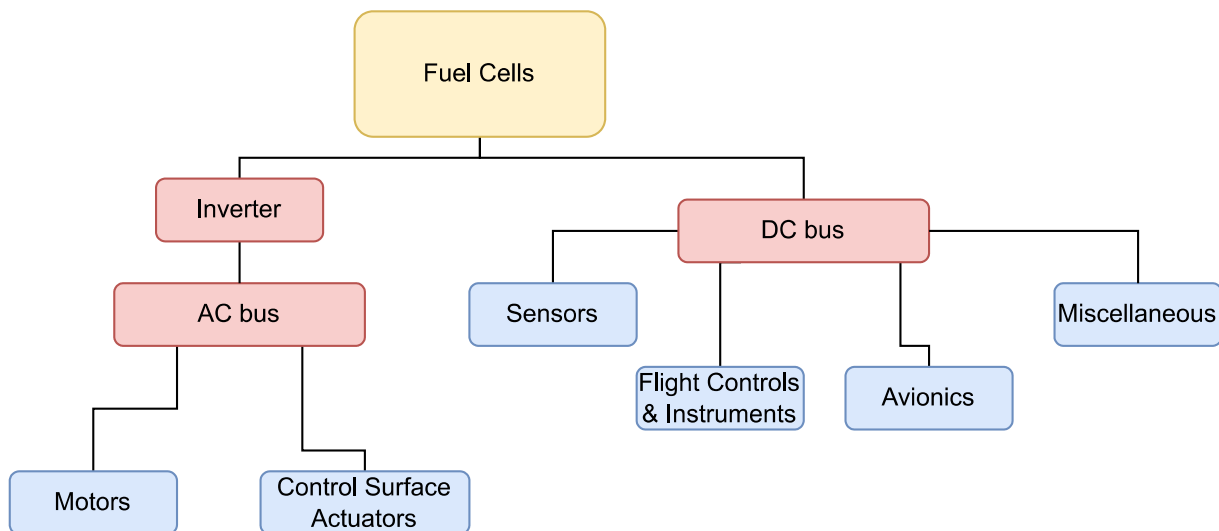 Fuel Cells
Inverter
DC bus
AC bus
Sensors
Miscellaneous
Flight Controls
& Instruments
Avionics
Motors
Control Surface
Actuators